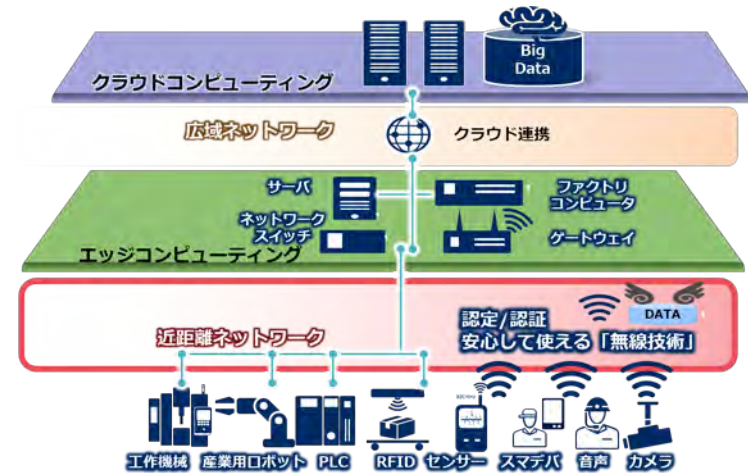 Big
Data
クラウドコンピューティング
広域ネットワーク
クラウド連携
サーバ
ファクトリ
コンピュータ
ネットワーク
スイッチ
ゲートウェイ
エッジコンピューティング
DATA
認定/認証
安心して使える「無線技術」
近距離ネットワーク
工作機械 産業用ロボット PLC RFID センサー スマデバ 音声 カメラ